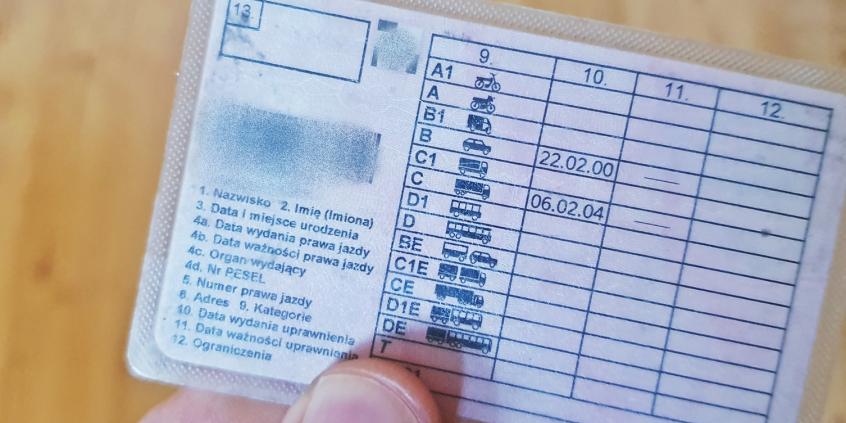 13.
9. 10. 11. 12.
A1
A
B1
B 22.02.00 —
C1
C 06.02.04 —
D1
D
BE
C1E
CE
D1E
DE
T
1. Nazwisko 2. Imię (Imiona)
3. Data i miejsce urodzenia
4a. Data wydania prawa jazdy
4b. Data ważności prawa jazdy
4c. Organ wydający
4d. Nr PESEL
5. Numer prawa jazdy
8. Adres 9. Kategorie
10. Data wydania uprawnienia
11. Data ważności uprawnienia
12. Ograniczenia